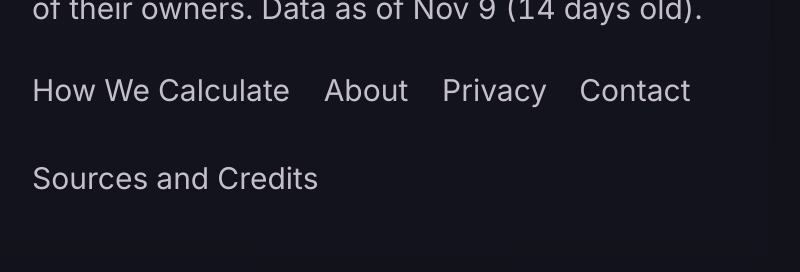 of their owners. Data as of Nov 9 (14 days old).
How We Calculate About Privacy Contact
Sources and Credits